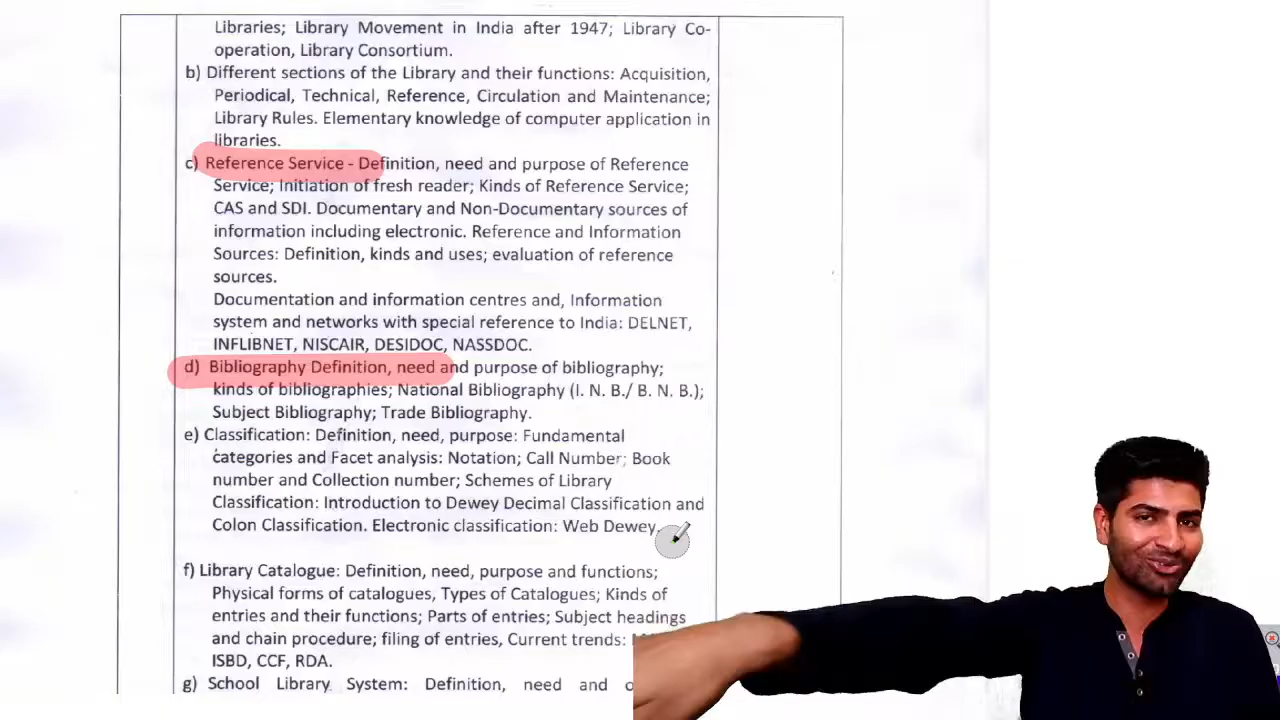 Libraries; Library Movement in India after 1947; Library Co-
operation, Library Consortium.
b) Different sections of the Library and their functions: Acquisition,
Periodical, Technical, Reference, Circulation and Maintenance;
Library Rules. Elementary knowledge of computer application in
libraries.
c) Reference Service - Definition, need and purpose of Reference
Service; Initiation of fresh reader; Kinds of Reference Service;
CAS and SDI. Documentary and Non-Documentary sources of
information including electronic. Reference and Information
Sources: Definition, kinds and uses; evaluation of reference
sources.
Documentation and information centres and, Information
system and networks with special reference to India: DELNET,
INFLIBNET, NISCAIR, DESIDOC, NASSDOC.
d) Bibliography Definition, need and purpose of bibliography;
kinds of bibliographies; National Bibliography (I. N. B./ B. N. B.);
Subject Bibliography; Trade Bibliography.
e) Classification: Definition, need, purpose: Fundamental
categories and Facet analysis: Notation; Call Number; Book
number and Collection number; Schemes of Library
Classification: Introduction to Dewey Decimal Classification and
Colon Classification. Electronic classification: Web Dewey
f) Library Catalogue: Definition, need, purpose and functions;
Physical forms of catalogues, Types of Catalogues; Kinds of
entries and their functions; Parts of entries; Subject headings
and chain procedure; filing of entries, Current trends:
ISBD, CCF, RDA.
g) School Library System: Definition, need and